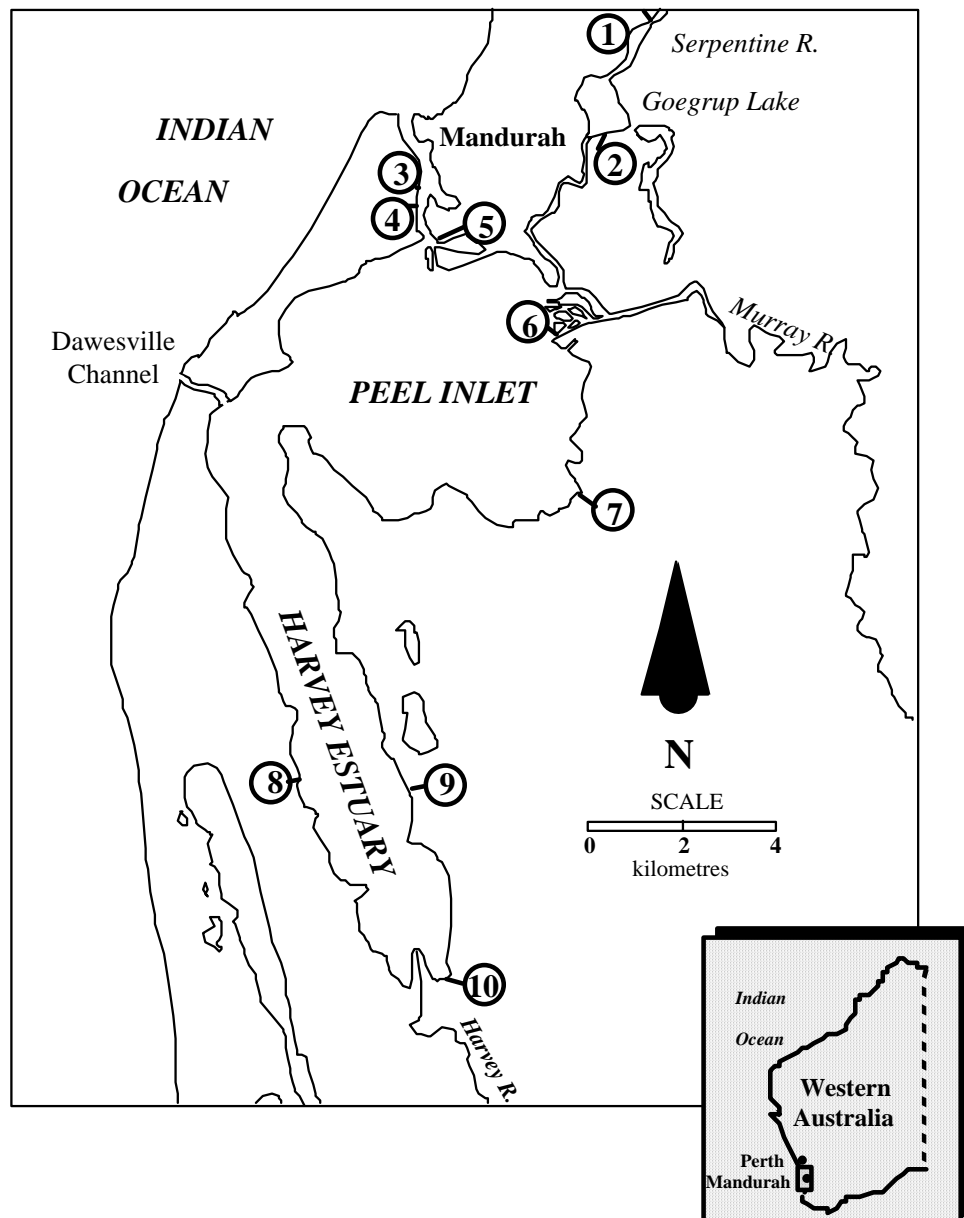 1
Serpentine R.
Goegrup Lake
INDIAN
OCEAN
Mandurah
2
3
4
5
6
Murray R.
Dawesville
Channel
PEEL INLET
7
HARVEY ESTUARY
8
9
N
SCALE
0 2 4
kilometres
10
Harvey R.
Indian
Ocean
Western
Australia
Perth
Mandurah